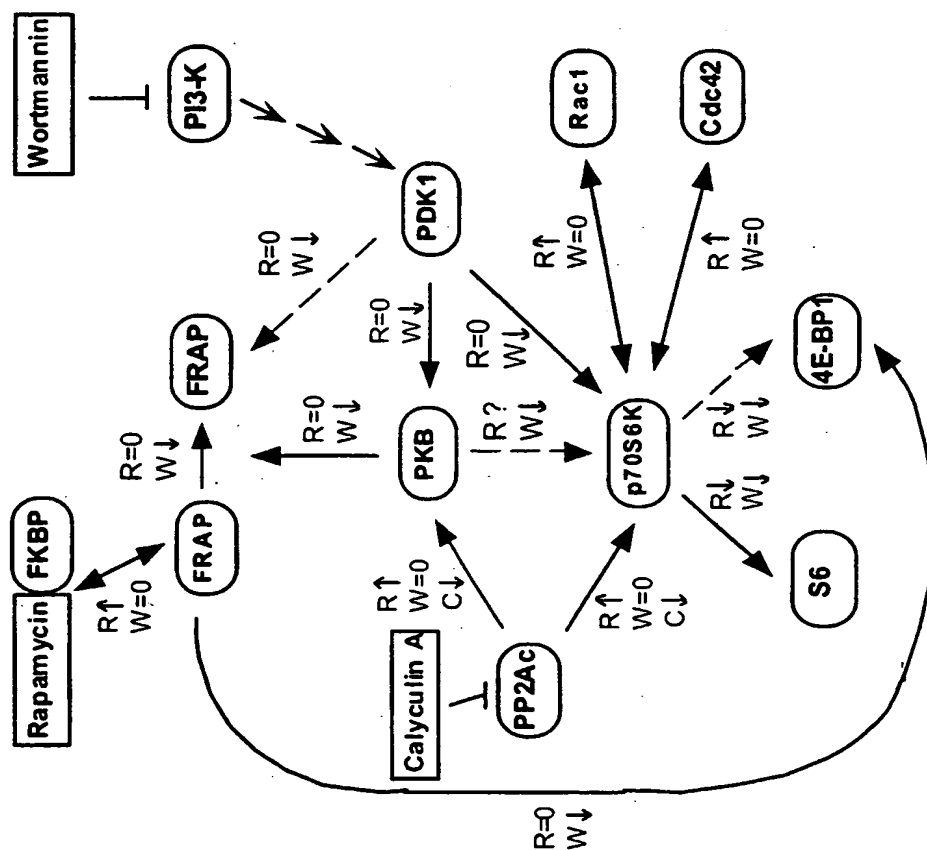 Wortmannin
PI3-K
Rapamycin
FKBP
R↑
W=0
FRAP
R=0
W↓
FRAP
R=0
W↓
PDK1
R=0
W↓
R=0
W↓
PKB
R=0
W↓
R?
W↓
Calyculin A
PP2Ac
R↑
W=0
C↓
R↑
W=0
C↓
p70S6K
R↑
W=0
Rac1
R↑
W=0
Cdc42
R↓
W↓
S6
R↓
W↓
4E-BP1
R=0
W↓